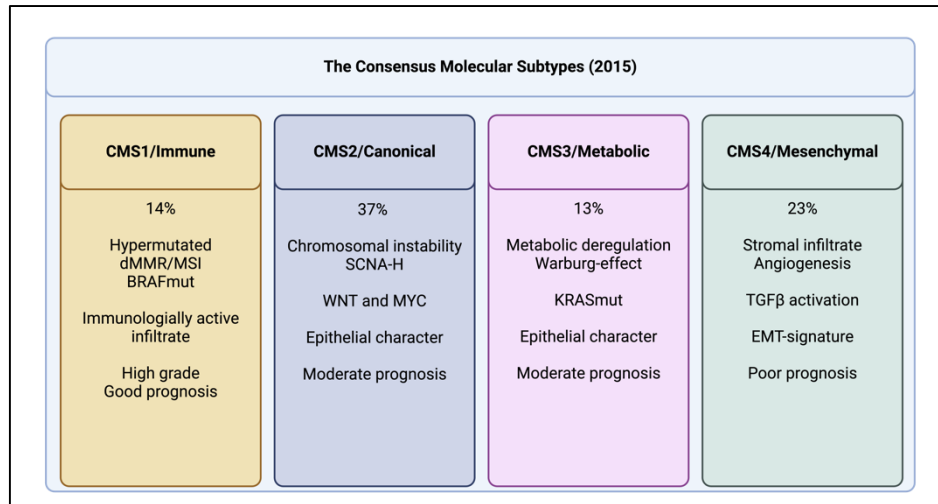 The Consensus Molecular Subtypes (2015)
CMS1/Immune
14%
Hypermutated
dMMR/MSI
BRAFmut
Immunologially active
infiltrate
High grade
Good prognosis
CMS2/Canonical
37%
Chromosomal instability
SCNA-H
WNT and MYC
Epithelial character
Moderate prognosis
CMS3/Metabolic
13%
Metabolic deregulation
Warburg-effect
KRASmut
Epithelial character
Moderate prognosis
CMS4/Mesenchymal
23%
Stromal infiltrate
Angiogenesis
TGFβ activation
EMT-signature
Poor prognosis